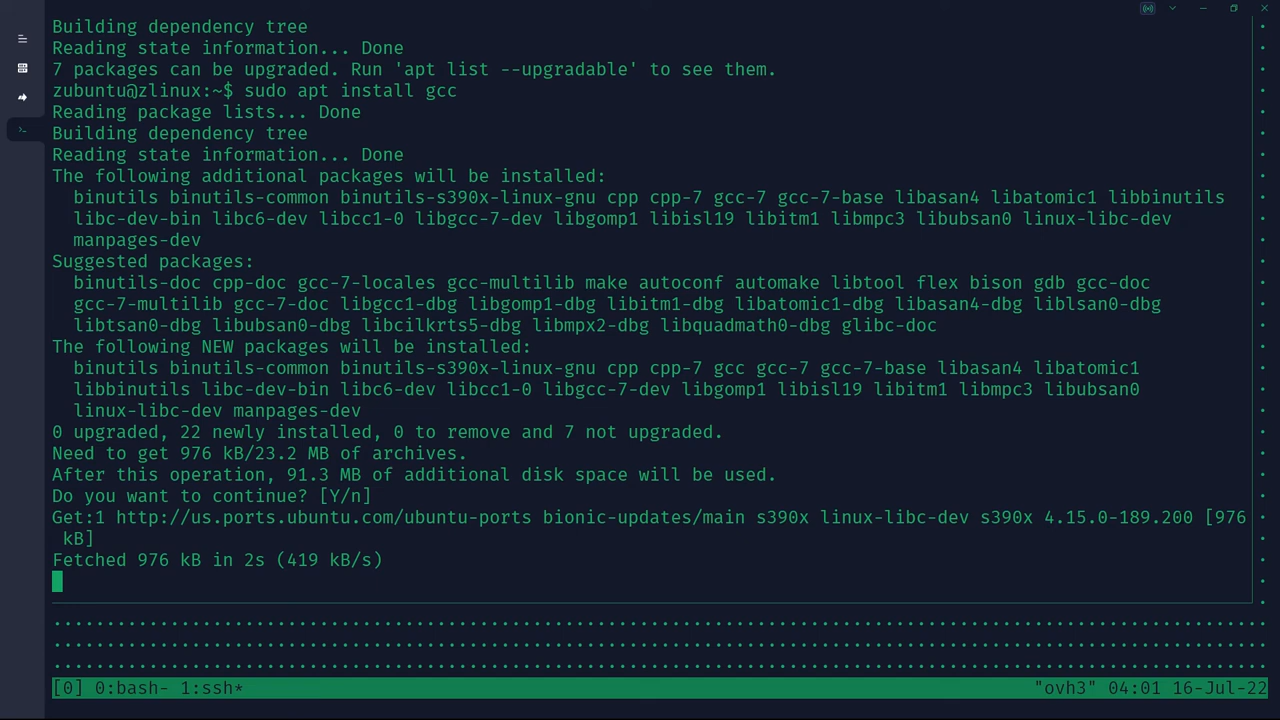 Building dependency tree
Reading state information... Done
7 packages can be upgraded. Run 'apt list --upgradable' to see them.
zubuntu@zlinux:~$ sudo apt install gcc
Reading package lists... Done
Building dependency tree
Reading state information... Done
The following additional packages will be installed:
  binutils binutils-common binutils-s390x-linux-gnu cpp cpp-7 gcc-7 gcc-7-base libasan4 libatomic1 libbinutils
  libc-dev-bin libc6-dev libcc1-0 libgcc-7-dev libgomp1 libisl19 libitm1 libmpc3 libubsan0 linux-libc-dev
  manpages-dev
Suggested packages:
  binutils-doc cpp-doc gcc-7-locales gcc-multilib make autoconf automake libtool flex bison gdb gcc-doc
  gcc-7-multilib gcc-7-doc libgcc1-dbg libgomp1-dbg libitm1-dbg libatomic1-dbg libasan4-dbg liblsan0-dbg
  libtsan0-dbg libubsan0-dbg libcilkrts5-dbg libmpx2-dbg libquadmath0-dbg glibc-doc
The following NEW packages will be installed:
  binutils binutils-common binutils-s390x-linux-gnu cpp cpp-7 gcc gcc-7 gcc-7-base libasan4 libatomic1
  libbinutils libc-dev-bin libc6-dev libcc1-0 libgcc-7-dev libgomp1 libisl19 libitm1 libmpc3 libubsan0
  linux-libc-dev manpages-dev
0 upgraded, 22 newly installed, 0 to remove and 7 not upgraded.
Need to get 976 kB/23.2 MB of archives.
After this operation, 91.3 MB of additional disk space will be used.
Do you want to continue? [Y/n]
Get:1 http://us.ports.ubuntu.com/ubuntu-ports bionic-updates/main s390x linux-libc-dev s390x 4.15.0-189.200 [976
 kB]
Fetched 976 kB in 2s (419 kB/s)
[0] 0:bash- 1:ssh* "ovh3" 04:01 16-Jul-22